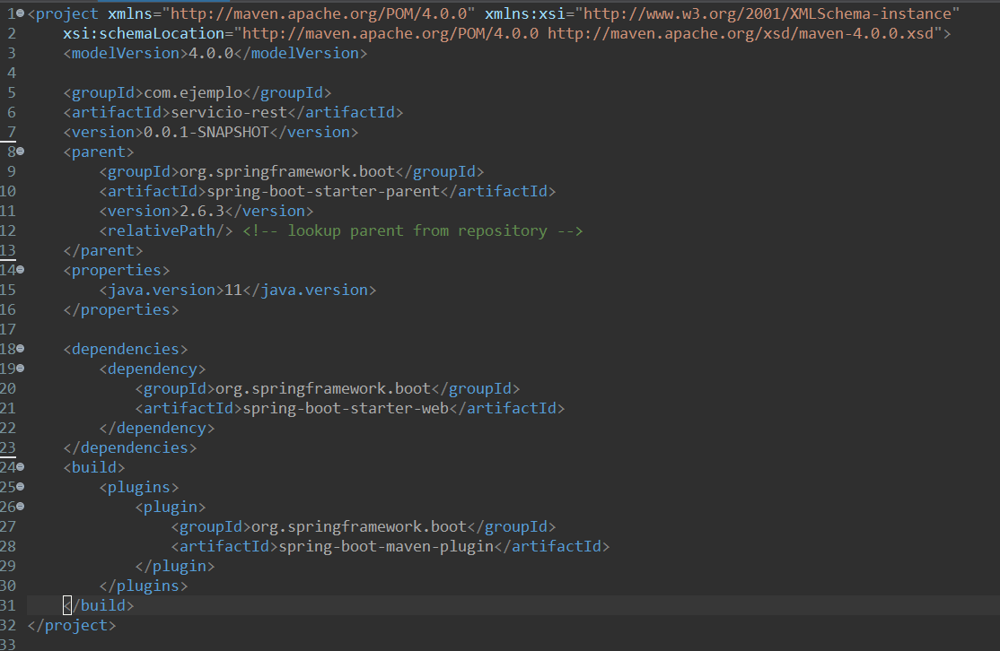 1 <project xmlns="http://maven.apache.org/POM/4.0.0" xmlns:xsi="http://www.w3.org/2001/XMLSchema-instance"
2     xsi:schemaLocation="http://maven.apache.org/POM/4.0.0 http://maven.apache.org/xsd/maven-4.0.0.xsd">
3     <modelVersion>4.0.0</modelVersion>
4
5     <groupId>com.ejemplo</groupId>
6     <artifactId>servicio-rest</artifactId>
7     <version>0.0.1-SNAPSHOT</version>
8     <parent>
9         <groupId>org.springframework.boot</groupId>
10         <artifactId>spring-boot-starter-parent</artifactId>
11         <version>2.6.3</version>
12         <relativePath/> <!-- lookup parent from repository -->
13     </parent>
14     <properties>
15         <java.version>11</java.version>
16     </properties>
17
18     <dependencies>
19         <dependency>
20             <groupId>org.springframework.boot</groupId>
21             <artifactId>spring-boot-starter-web</artifactId>
22         </dependency>
23     </dependencies>
24     <build>
25         <plugins>
26             <plugin>
27                 <groupId>org.springframework.boot</groupId>
28                 <artifactId>spring-boot-maven-plugin</artifactId>
29             </plugin>
30         </plugins>
31     </build>
32 </project>
33